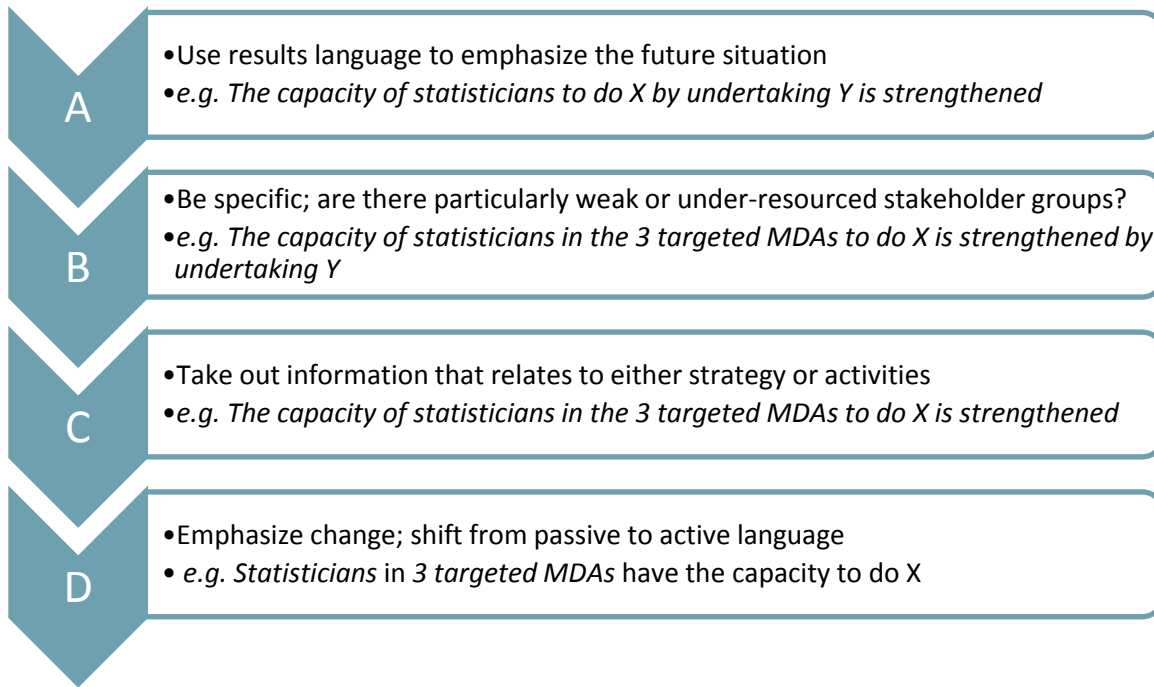 A
•Use results language to emphasize the future situation
•e.g. The capacity of statisticians to do X by undertaking Y is strengthened
B
•Be specific; are there particularly weak or under-resourced stakeholder groups?
•e.g. The capacity of statisticians in the 3 targeted MDAs to do X is strengthened by
undertaking Y
C
•Take out information that relates to either strategy or activities
•e.g. The capacity of statisticians in the 3 targeted MDAs to do X is strengthened
D
•Emphasize change; shift from passive to active language
• e.g. Statisticians in 3 targeted MDAs have the capacity to do X